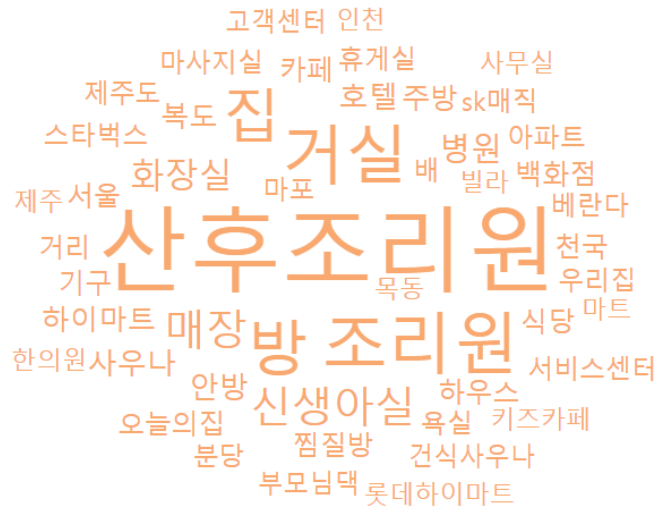 고객센터 인천
마사지실 카페 휴게실 사무실
제주도 복도 집 호텔 주방 sk매직
스타벅스 화장실 거실 병원 아파트
제주 서울 마포 배 빌라 백화점
베란다
거리 산후조리원 천국
기구 목동 우리집
하이마트 매장 방 조리원 식당 마트
한의원 사우나 서비스센터
안방 신생아실 하우스
오늘의집 욕실 키즈카페
분당 찜질방 건식사우나
부모님댁 롯데하이마트